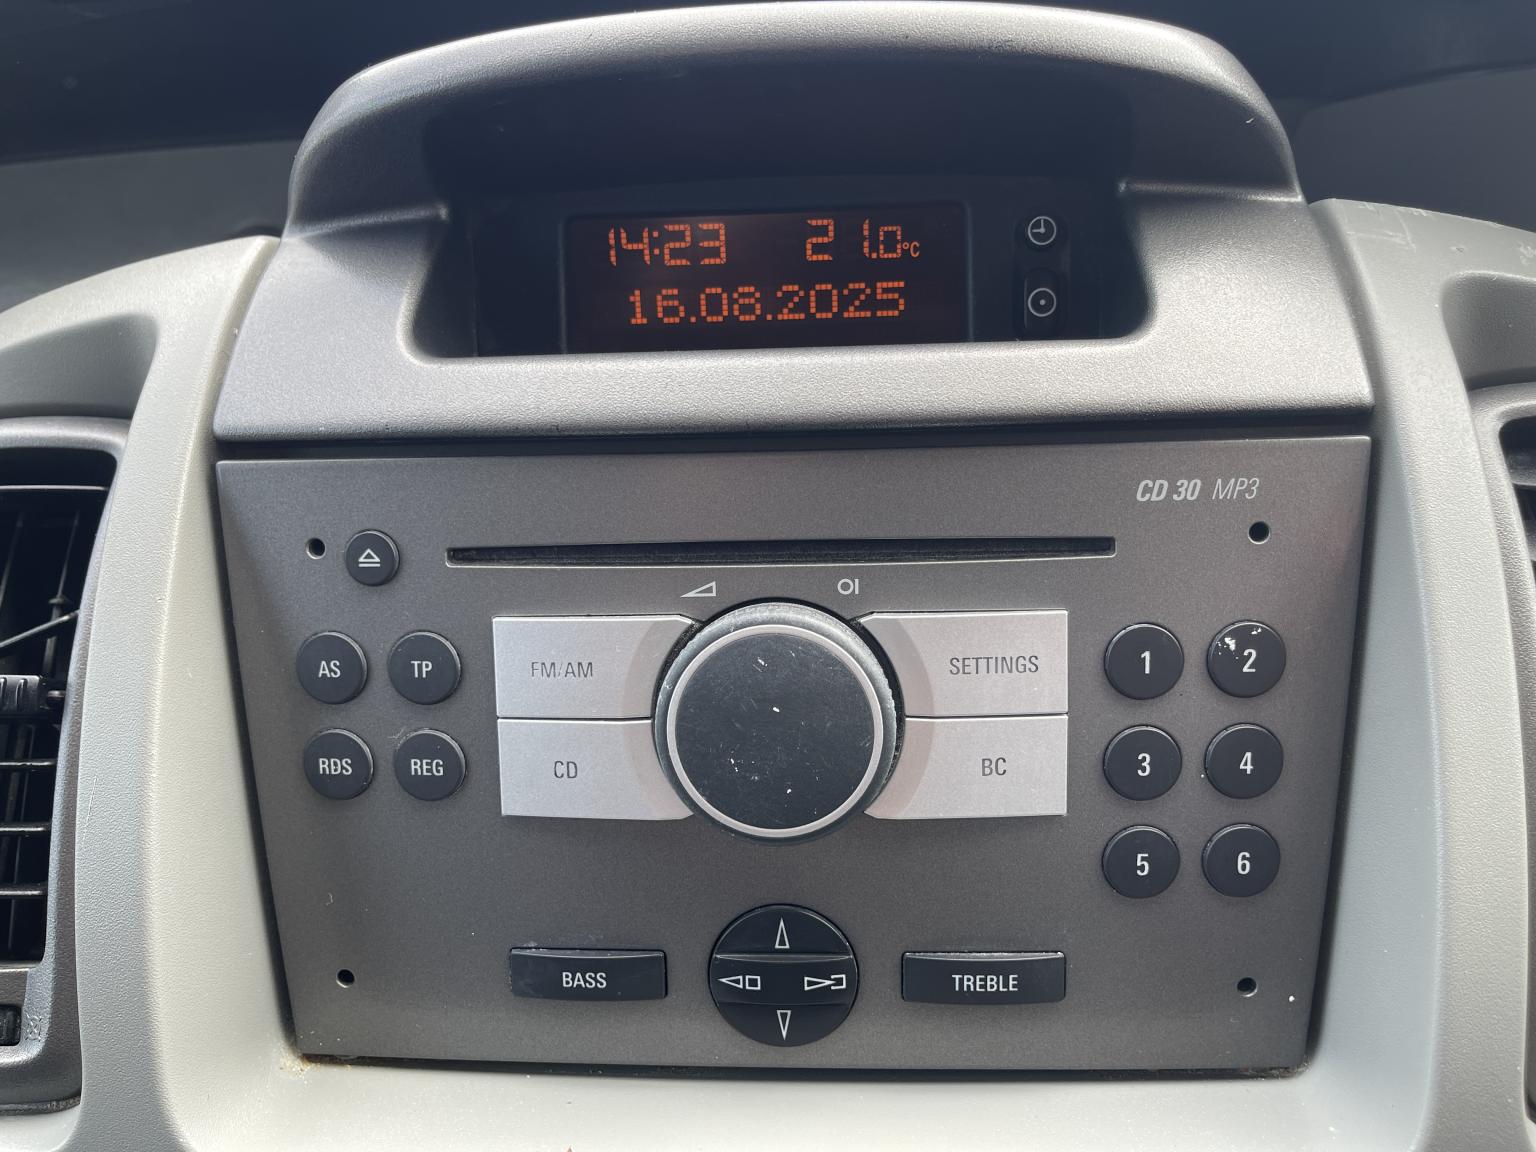 14:23 21.0°C
16.08.2025
CD 30 MP3
AS TP FM/AM SETTINGS 1 2
RDS REG CD BC 3 4
5 6
BASS TREBLE